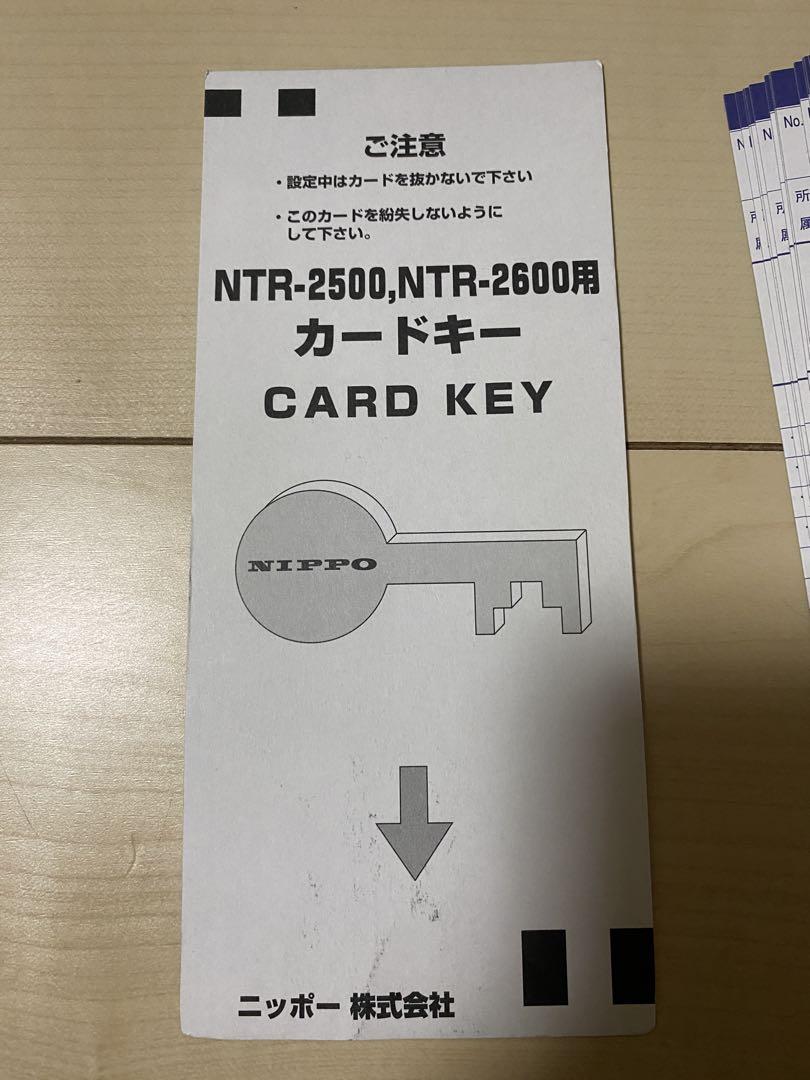 ご注意
・設定中はカードを抜かないで下さい
・このカードを紛失しないように
して下さい。
NTR-2500,NTR-2600用
カードキー
CARD KEY
NIPPO
ニッポー 株式会社
N
N
No.
所
属